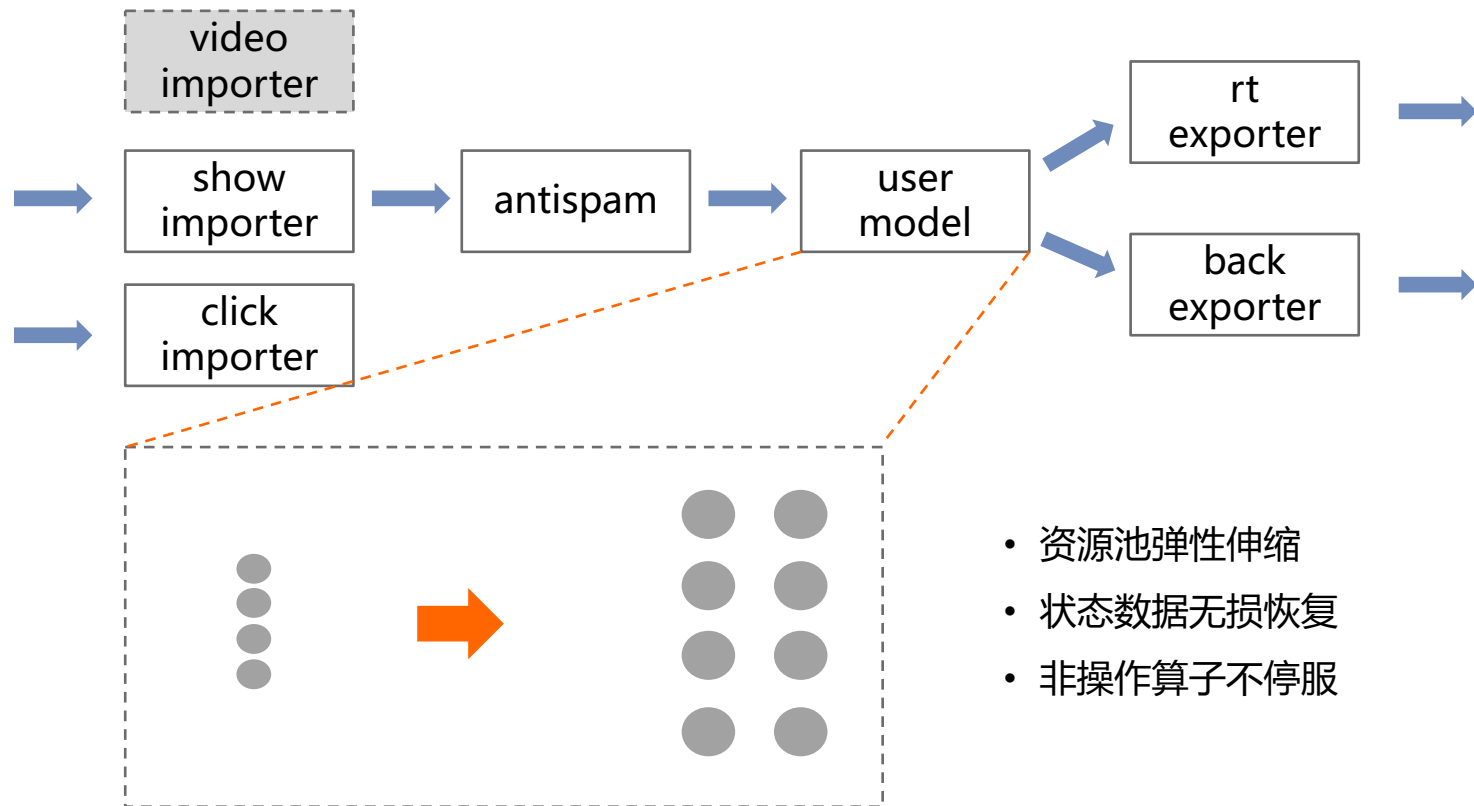 video
importer
show
importer
antispam
user
model
rt
exporter
click
importer
back
exporter
• 资源池弹性伸缩
• 状态数据无损恢复
• 非操作算子不停服